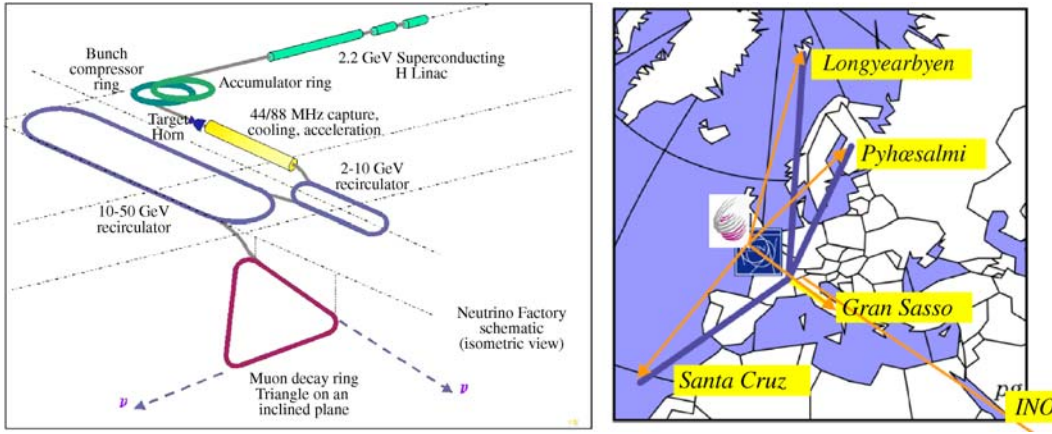 2.2 GeV Superconducting
H Linac
Bunch
compressor
ring
Accumulator ring
Target
Horn
44/88 MHz capture,
cooling, acceleration
2-10 GeV
recirculator
10-50 GeV
recirculator
Neutrino Factory
schematic
(isometric view)
Muon decay ring
Triangle on an
inclined plane
ν
ν
Longyearbyen
Pyhæsalmi
Gran Sasso
Santa Cruz
pg
INO